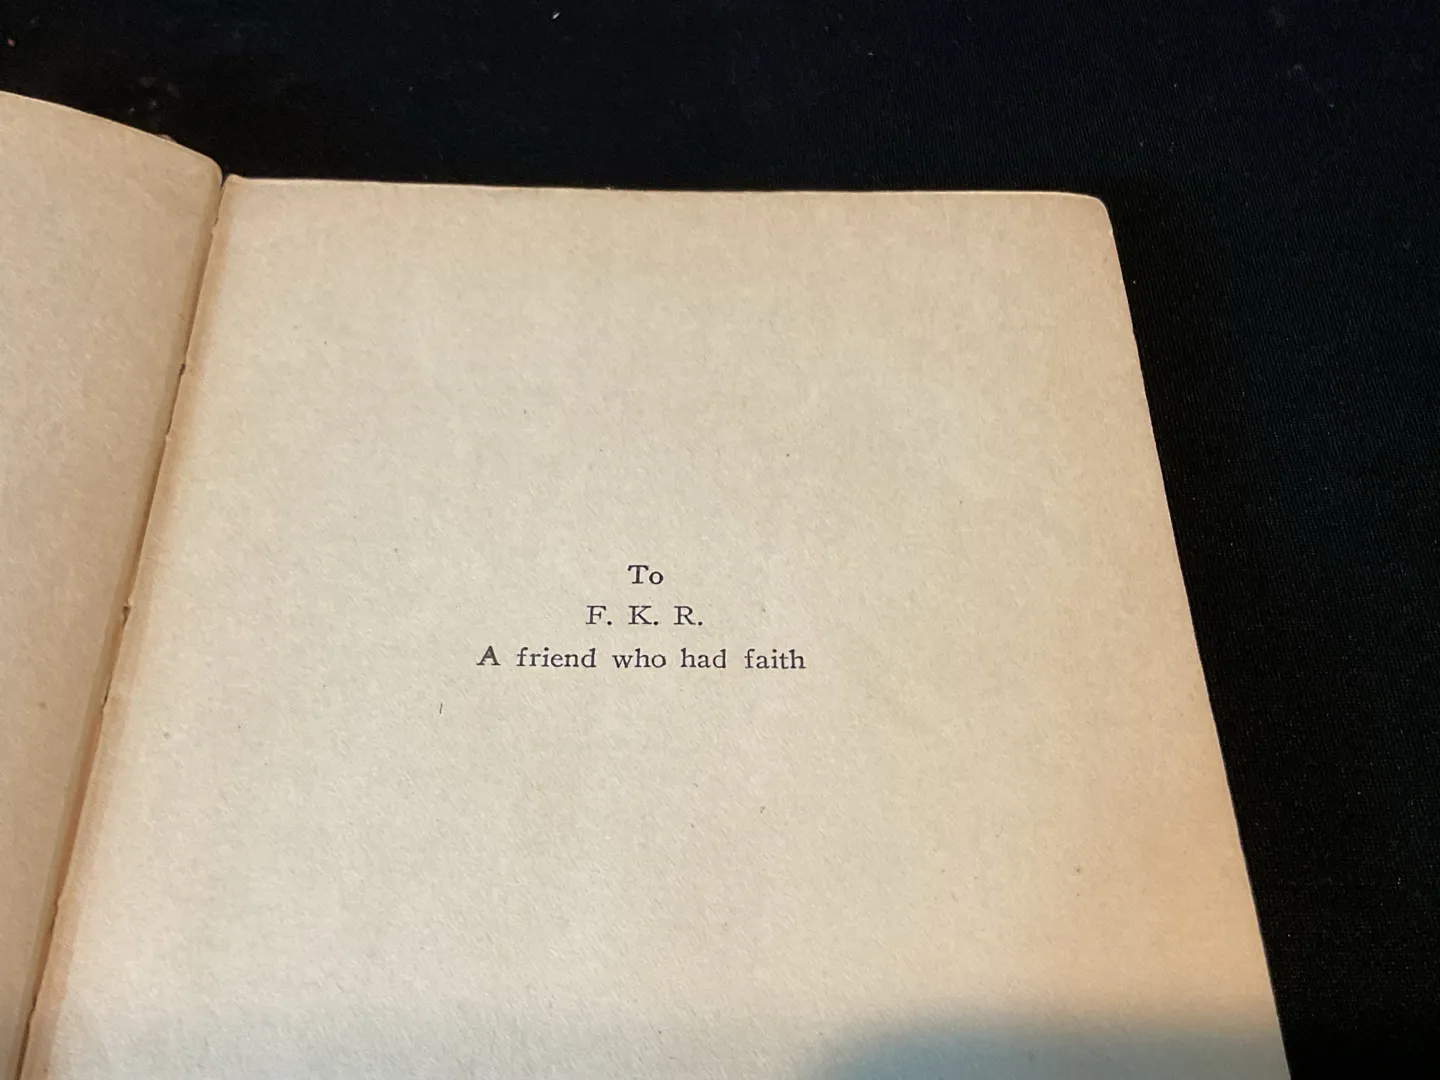 To
F. K. R.
A friend who had faith